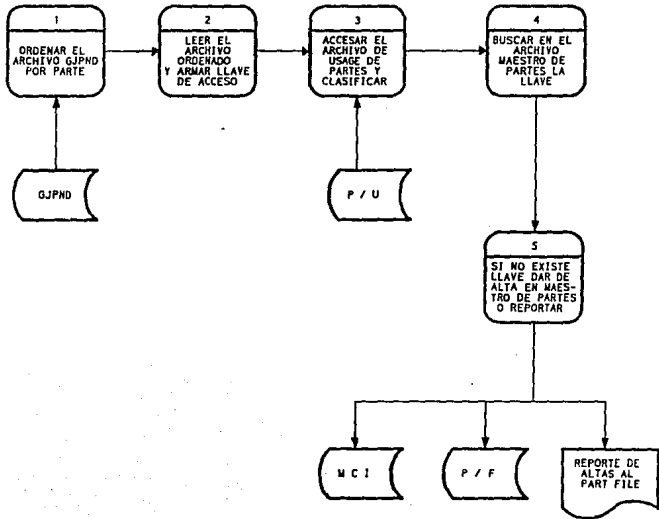 1
ORDENAR EL
ARCHIVO GJPND
POR PARTE
2
LEER EL
ARCHIVO
ORDENADO
Y ARMAR LLAVE
DE ACCESO
3
ACCESAR EL
ARCHIVO DE
USAGE DE
PARTES Y
CLASIFICAR
4
BUSCAR EN EL
ARCHIVO
MAESTRO DE
PARTES LA
LLAVE
GJPND
P / U
5
SI NO EXISTE
LLAVE DAR DE
ALTA EN MAES-
TRO DE PARTES
O REPORTAR
M C I
P / F
REPORTE DE
ALTAS AL
PART FILE